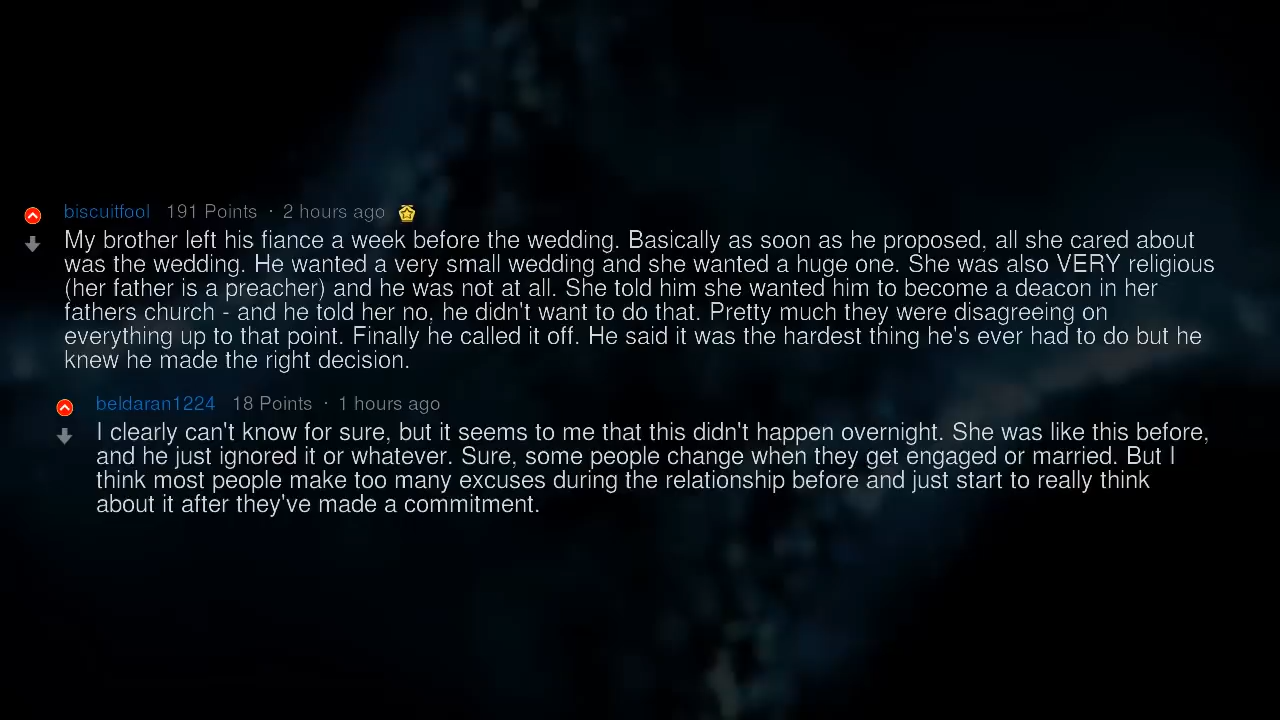 biscuitfool 191 Points · 2 hours ago
My brother left his fiance a week before the wedding. Basically as soon as he proposed, all she cared about
was the wedding. He wanted a very small wedding and she wanted a huge one. She was also VERY religious
(her father is a preacher) and he was not at all. She told him she wanted him to become a deacon in her
fathers church - and he told her no, he didn't want to do that. Pretty much they were disagreeing on
everything up to that point. Finally he called it off. He said it was the hardest thing he's ever had to do but he
knew he made the right decision.
beldaran1224 18 Points · 1 hours ago
I clearly can't know for sure, but it seems to me that this didn't happen overnight. She was like this before,
and he just ignored it or whatever. Sure, some people change when they get engaged or married. But I
think most people make too many excuses during the relationship before and just start to really think
about it after they've made a commitment.